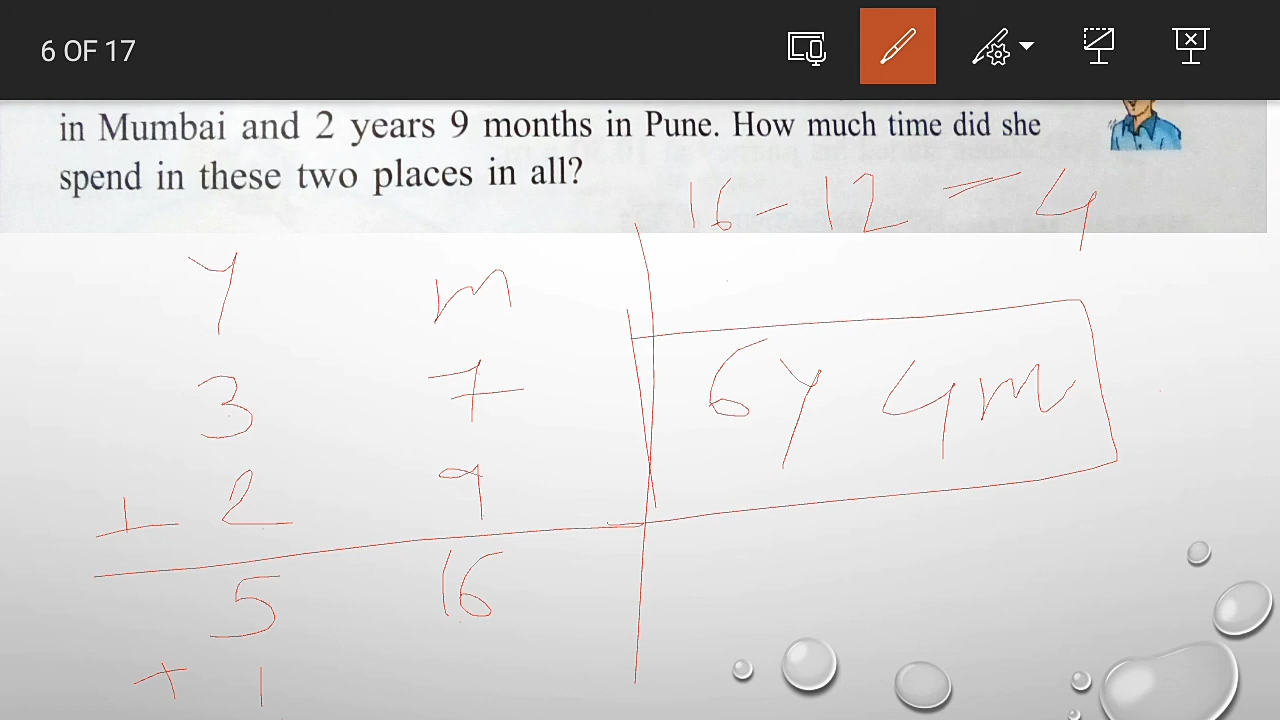 6 OF 17
in Mumbai and 2 years 9 months in Pune. How much time did she
spend in these two places in all?
16 - 12 = 4
y m
3 7
+ 2 9
5 16
+ 1
6y 4m